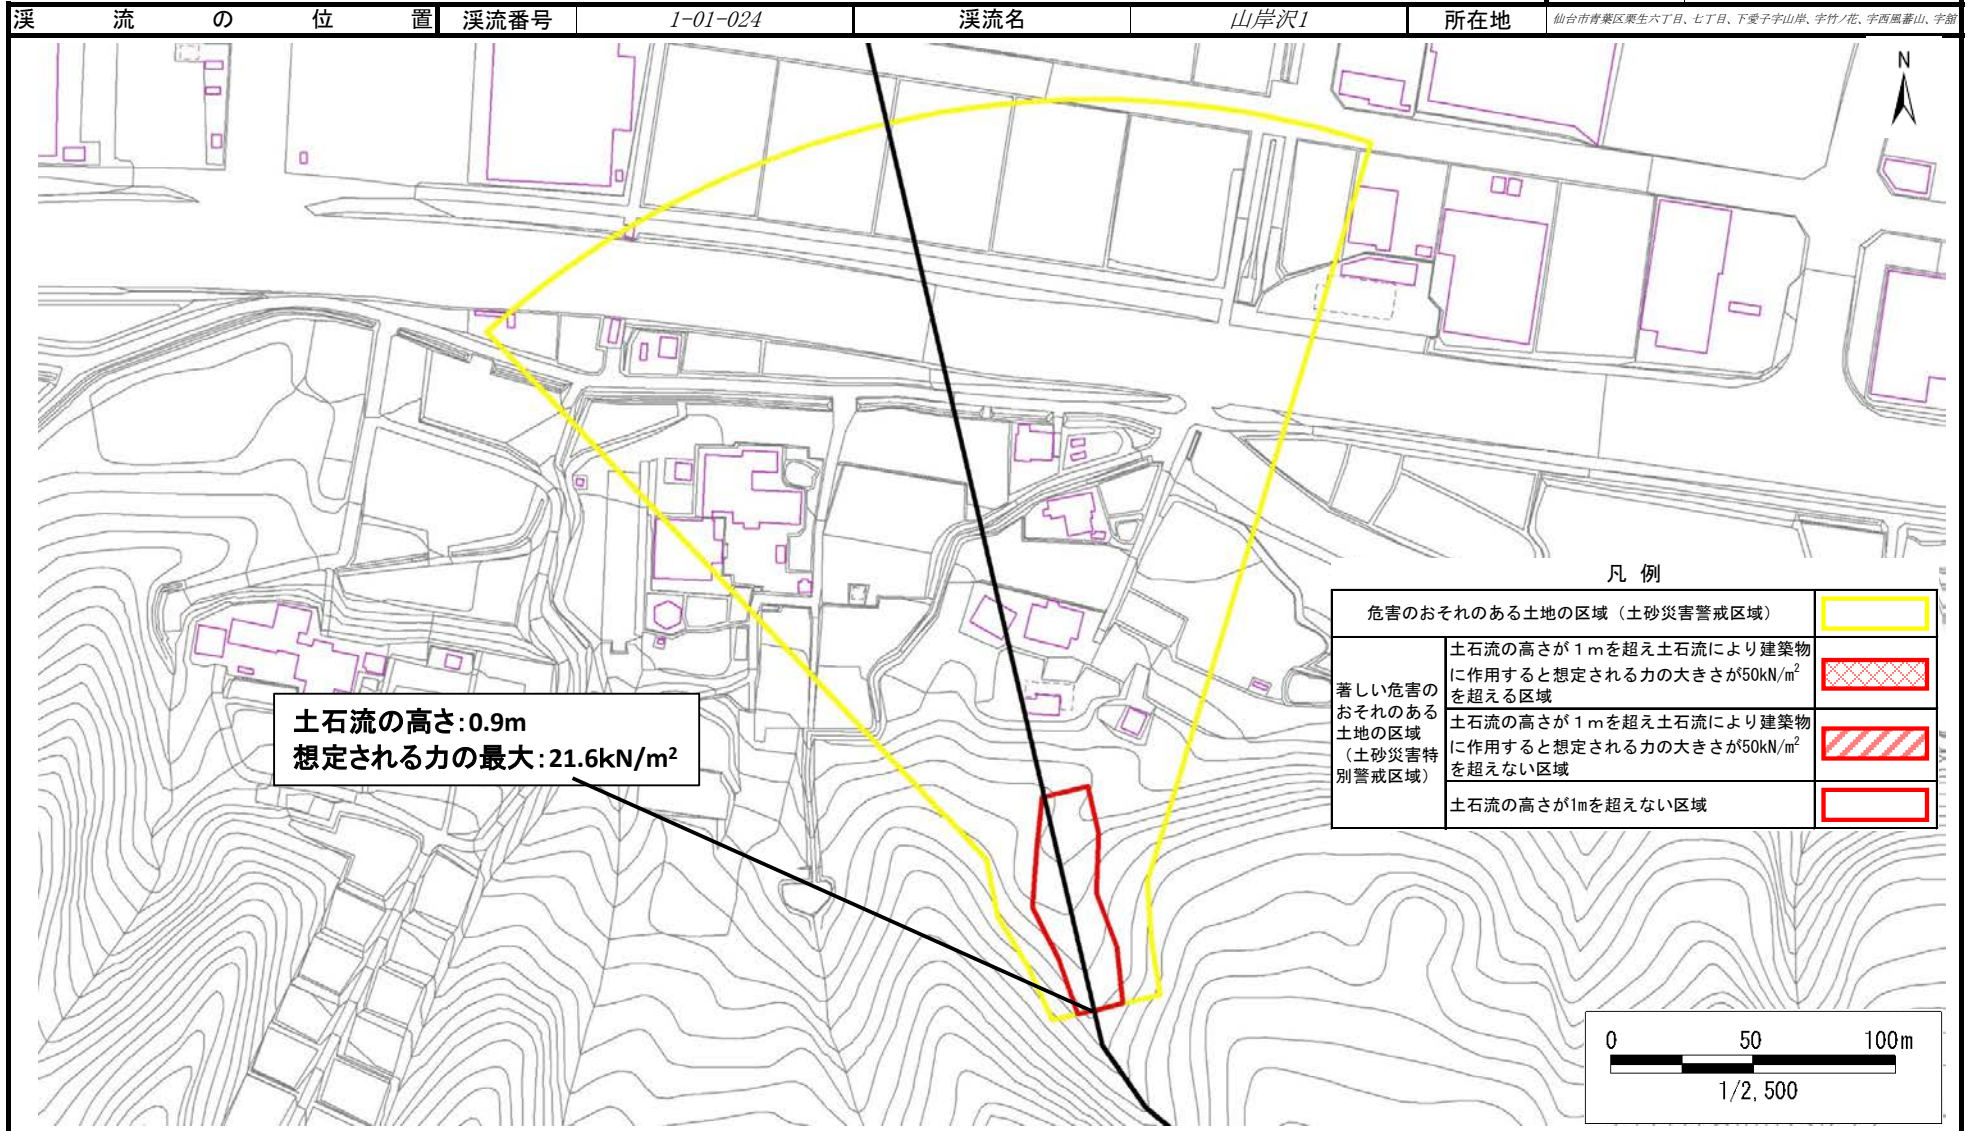 渓流の位置 渓流番号 1-01-024 渓流名 山岸沢1 所在地 仙台市青葉区栗生六丁目、七丁目、下愛子字山岸、字竹ノ花、字西風蕃山、字舘
N
凡 例
危害のおそれのある土地の区域（土砂災害警戒区域）
著しい危害の
おそれのある
土地の区域
（土砂災害特
別警戒区域）
土石流の高さが１ｍを超え土石流により建築物
に作用すると想定される力の大きさが50kN/㎡
を超える区域
土石流の高さが１ｍを超え土石流により建築物
に作用すると想定される力の大きさが50kN/㎡
を超えない区域
土石流の高さが1mを超えない区域
土石流の高さ:0.9m
想定される力の最大:21.6kN/m²
0 50 100m
1/2,500